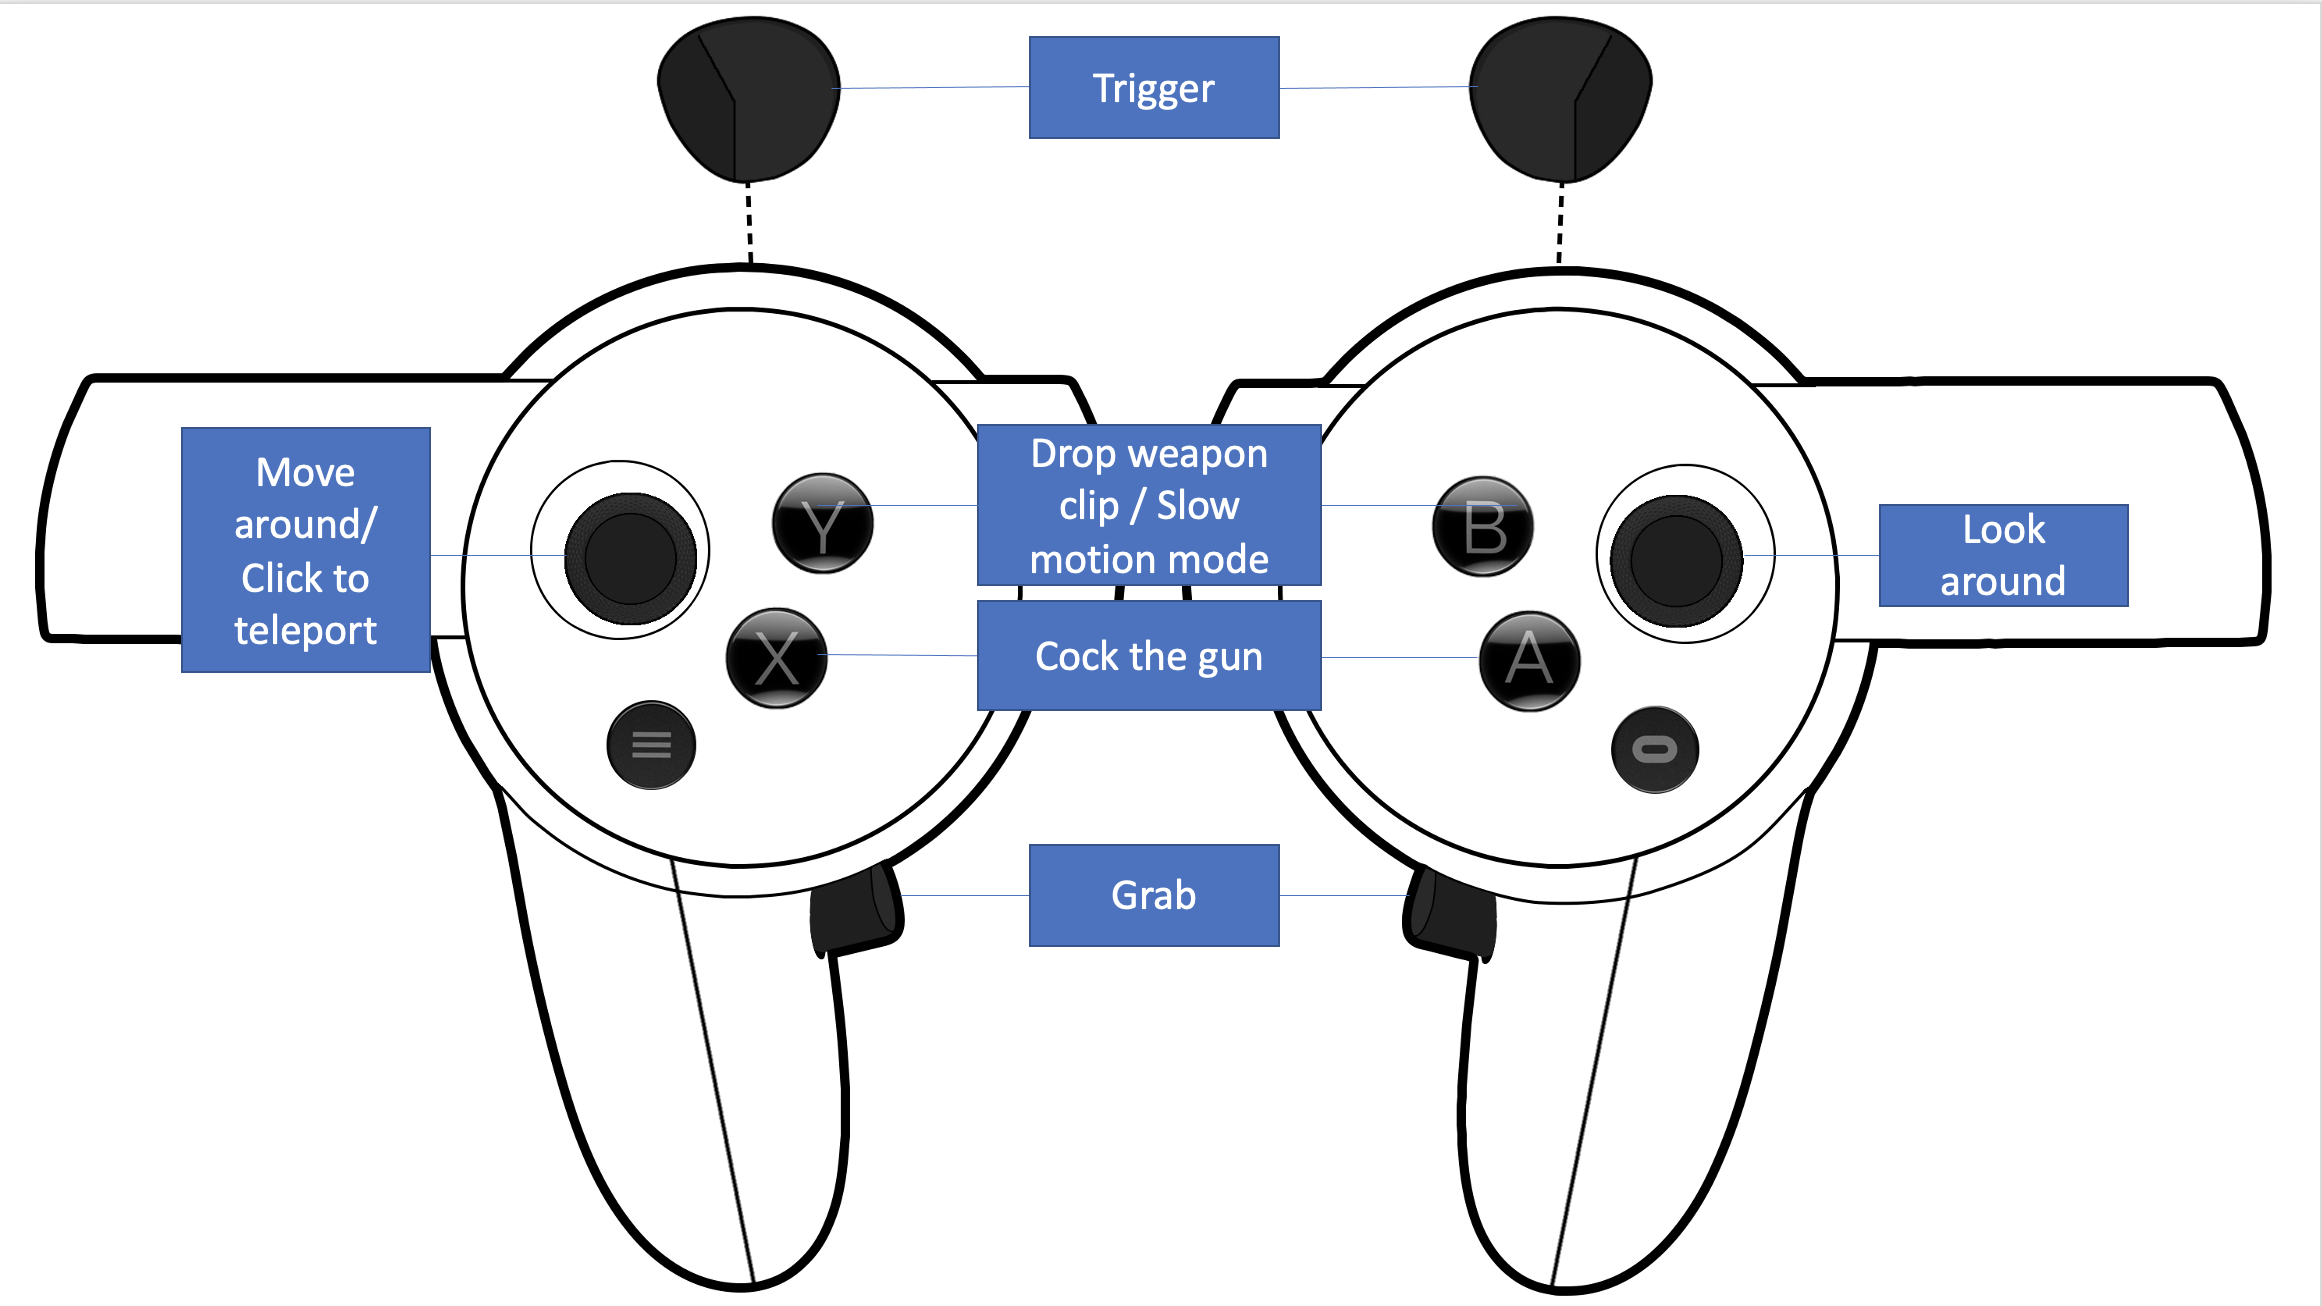 Trigger
Move
around/
Click to
teleport
Y
Drop weapon
clip / Slow
motion mode
B
Look
around
X
Cock the gun
A
Grab